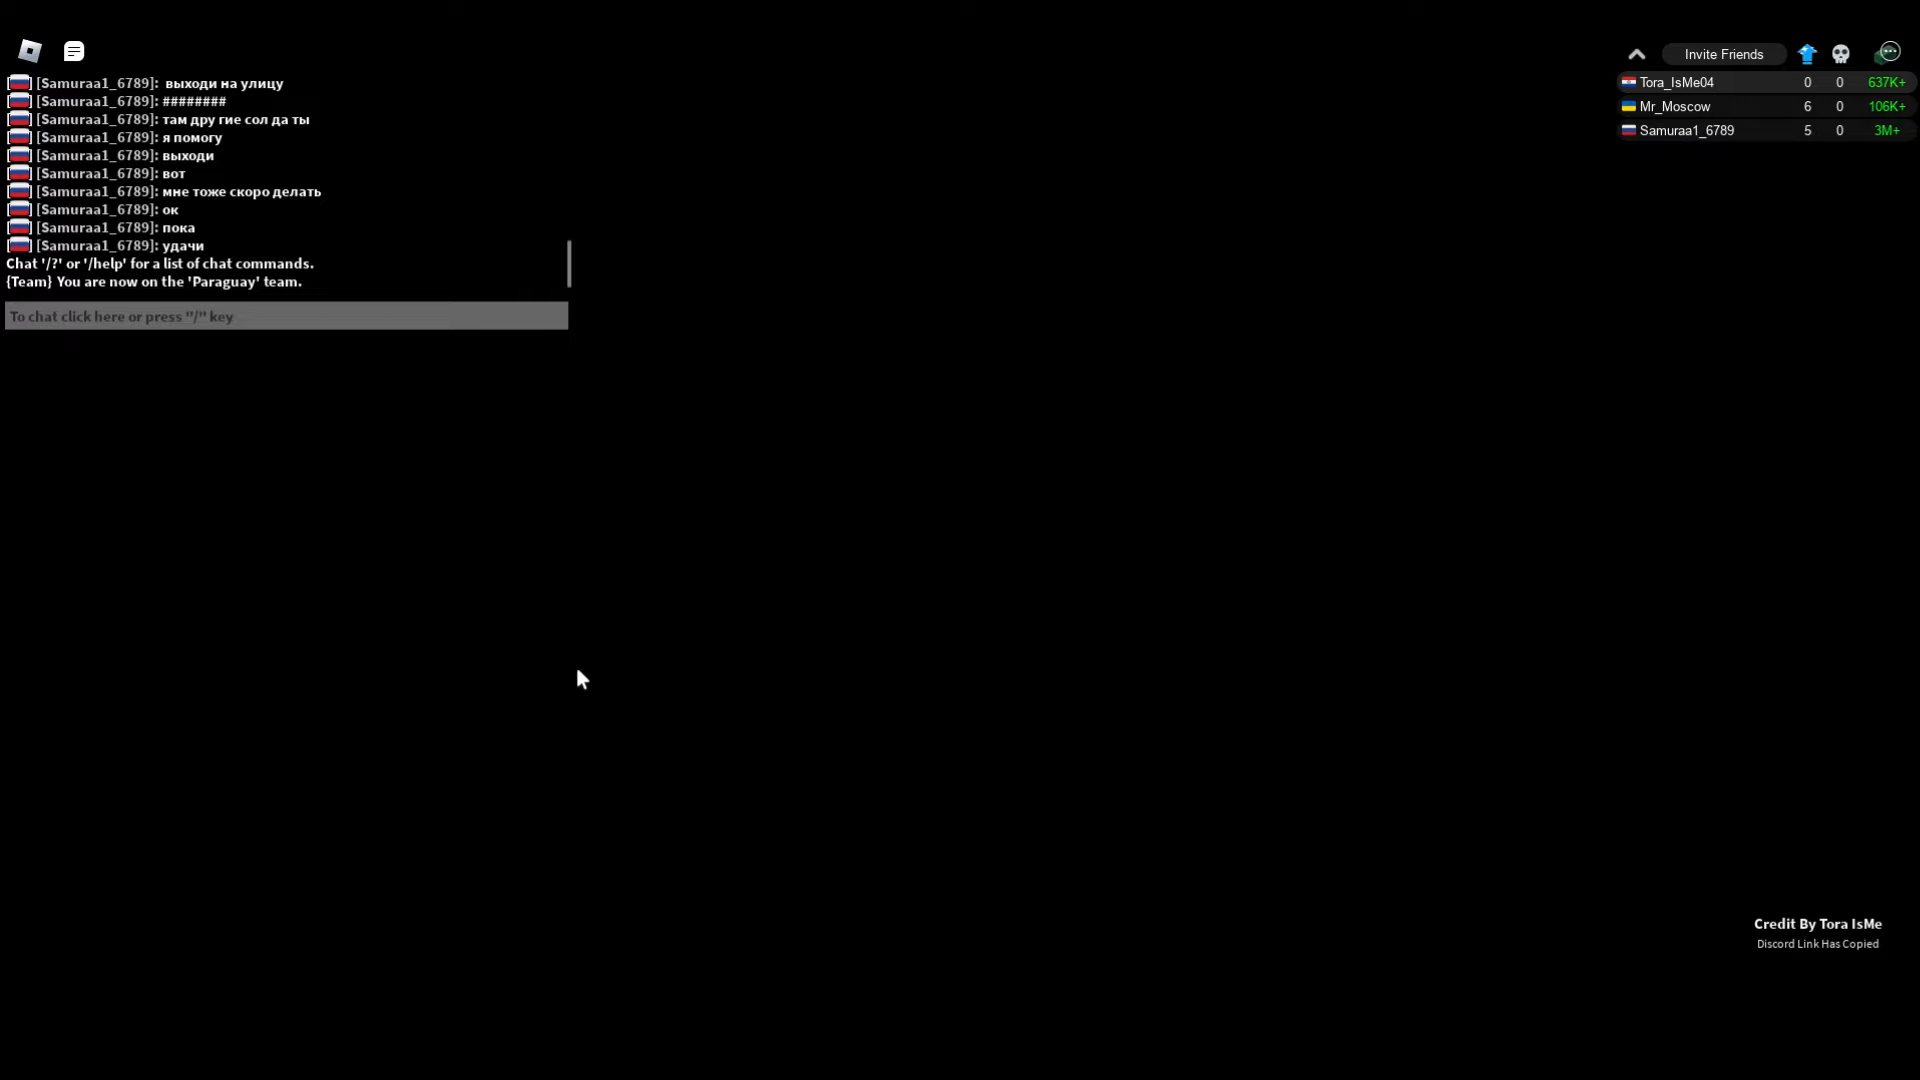 [Samuraa1_6789]: выходи на улицу
[Samuraa1_6789]: ########
[Samuraa1_6789]: там дру гие сол да ты
[Samuraa1_6789]: я помогу
[Samuraa1_6789]: выходи
[Samuraa1_6789]: вот
[Samuraa1_6789]: мне тоже скоро делать
[Samuraa1_6789]: ок
[Samuraa1_6789]: пока
[Samuraa1_6789]: удачи
Chat '/?' or '/help' for a list of chat commands.
{Team} You are now on the 'Paraguay' team.
To chat click here or press "/" key
Invite Friends
Tora_IsMe04 0 0 637K+
Mr_Moscow 6 0 106K+
Samuraa1_6789 5 0 3M+
Credit By Tora IsMe
Discord Link Has Copied